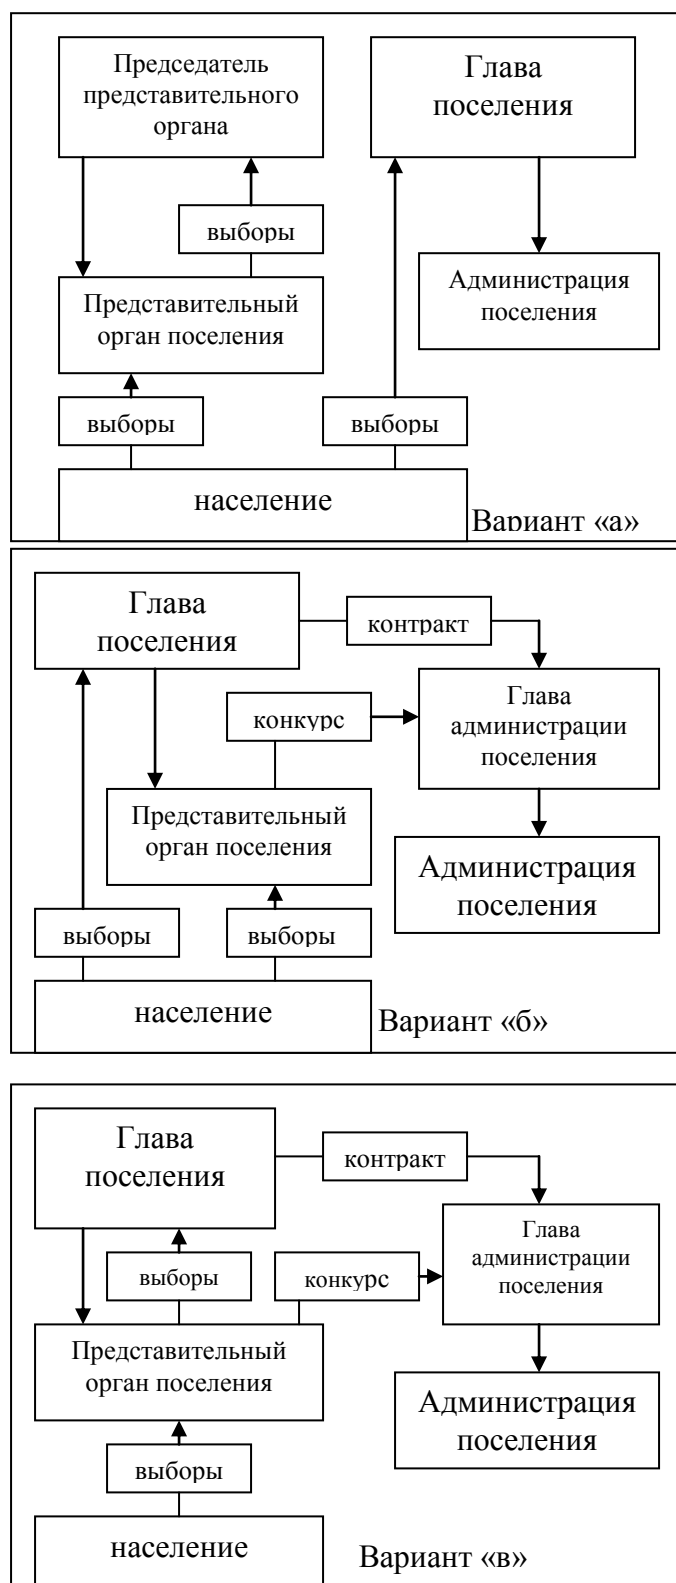 Председатель
представительного
органа
Глава
поселения
выборы
Представительный
орган поселения
Администрация
поселения
выборы
выборы
население
Вариант «а»
Глава
поселения
контракт
Глава
администрации
поселения
конкурс
Представительный
орган поселения
Администрация
поселения
выборы
выборы
население
Вариант «б»
Глава
поселения
контракт
Глава
администрации
поселения
выборы
конкурс
Представительный
орган поселения
Администрация
поселения
выборы
население
Вариант «в»